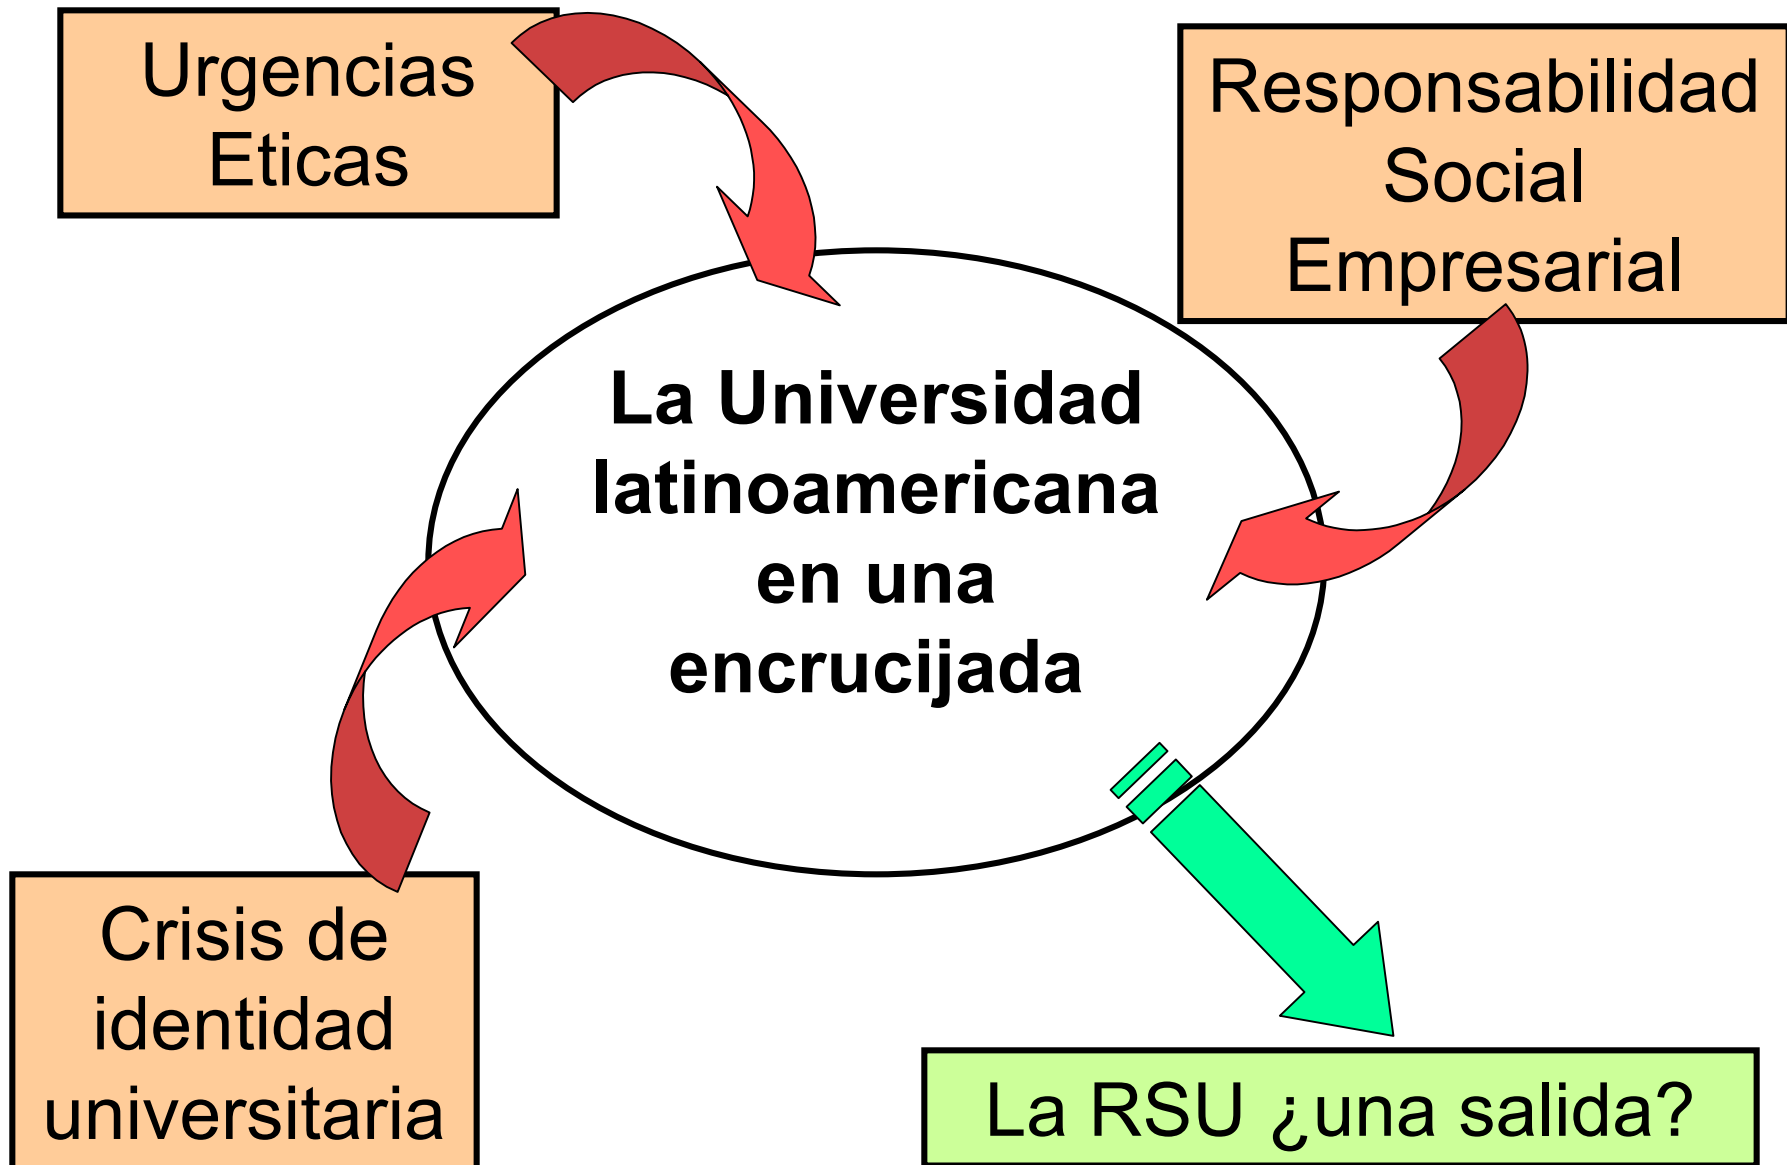 Urgencias
Eticas
Responsabilidad
Social
Empresarial
La Universidad
latinoamericana
en una
encrucijada
Crisis de
identidad
universitaria
La RSU ¿una salida?